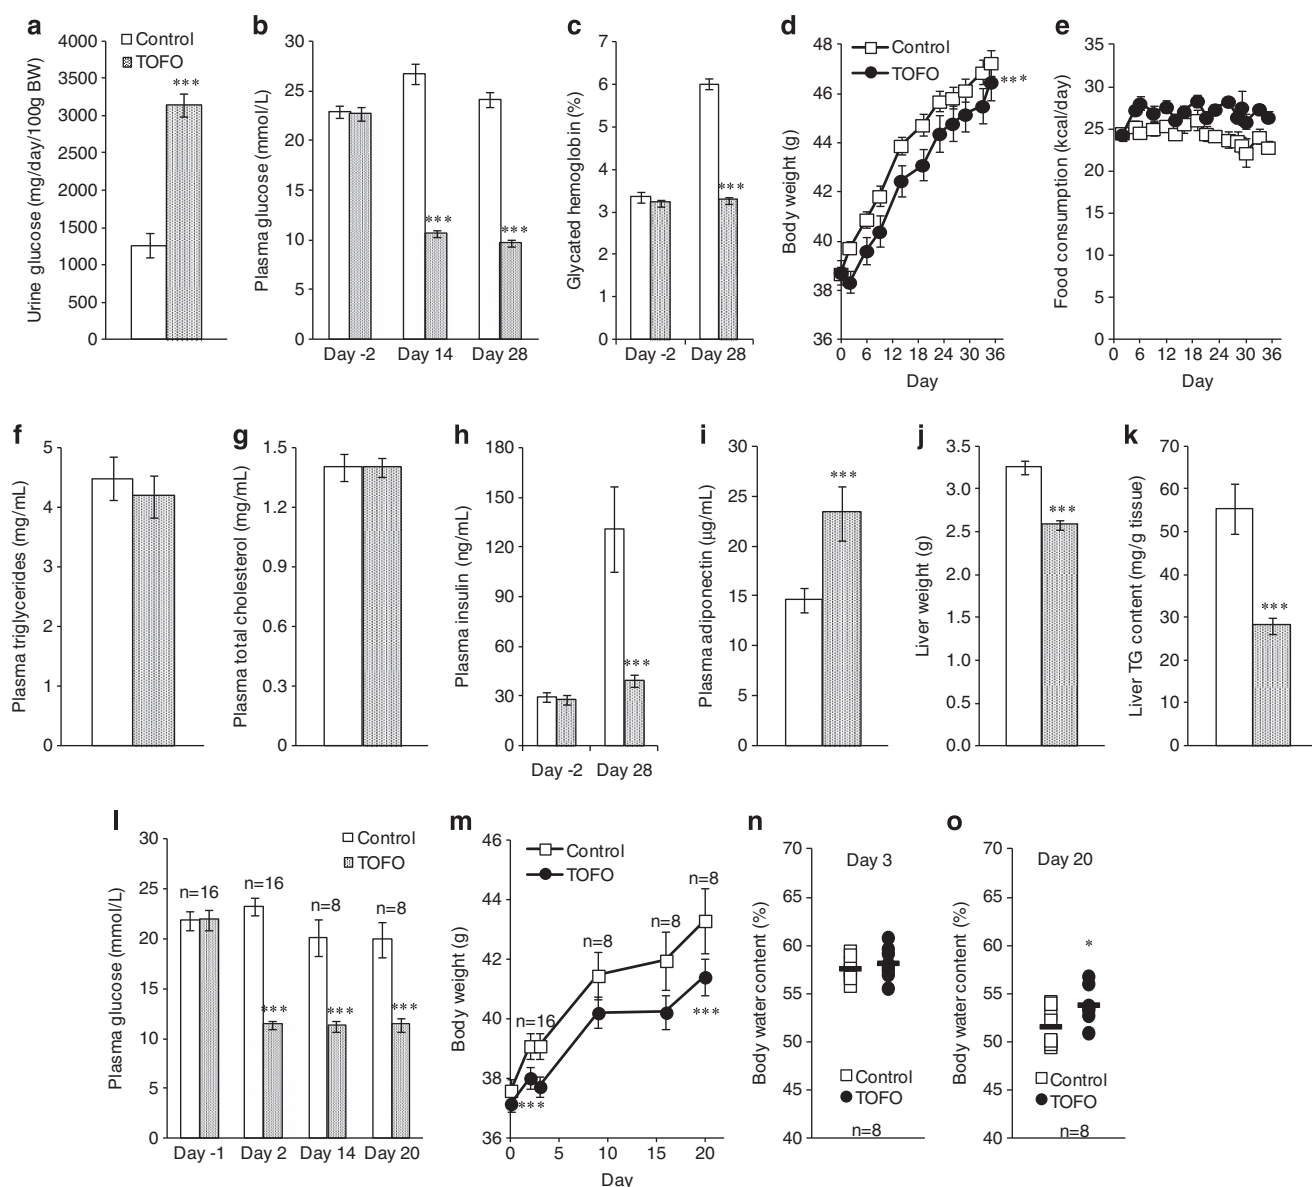 a
Urine glucose (mg/day/100g BW)
4000
3500
3000
2500
2000
1500
1000
500
0
Control
TOFO
***
b
Plasma glucose (mmol/L)
30
25
20
15
10
5
0
***
***
Day -2 Day 14 Day 28
c
Glycated hemoglobin (%)
7
6
5
4
3
2
1
0
***
Day -2 Day 28
d
Body weight (g)
48
46
44
42
40
38
36
Control
TOFO
***
0 6 12 18 24 30 36
Day
e
Food consumption (kcal/day)
35
30
25
20
15
10
5
0
0 6 12 18 24 30 36
Day
f
Plasma triglycerides (mg/mL)
5
4
3
2
1
0
g
Plasma total cholesterol (mg/mL)
1.5
1.2
0.9
0.6
0.3
0
h
Plasma insulin (ng/mL)
180
150
120
90
60
30
0
***
Day -2 Day 28
i
Plasma adiponectin (µg/mL)
30
25
20
15
10
5
0
***
j
Liver weight (g)
3.5
3.0
2.5
2.0
1.5
1.0
0.5
0.0
***
k
Liver TG content (mg/g tissue)
70
60
50
40
30
20
10
0
***
l
Plasma glucose (mmol/L)
30
25
20
15
10
5
0
Control
TOFO
n=16
n=16
n=8
n=8
***
***
***
Day -1 Day 2 Day 14 Day 20
m
Body weight (g)
46
44
42
40
38
36
Control
TOFO
n=8
n=8
n=8
n=16
***
***
0 5 10 15 20
Day
n
Body water content (%)
70
65
60
55
50
45
40
Day 3
Control
TOFO
n=8
o
Body water content (%)
70
65
60
55
50
45
40
Day 20
*
Control
TOFO
n=8